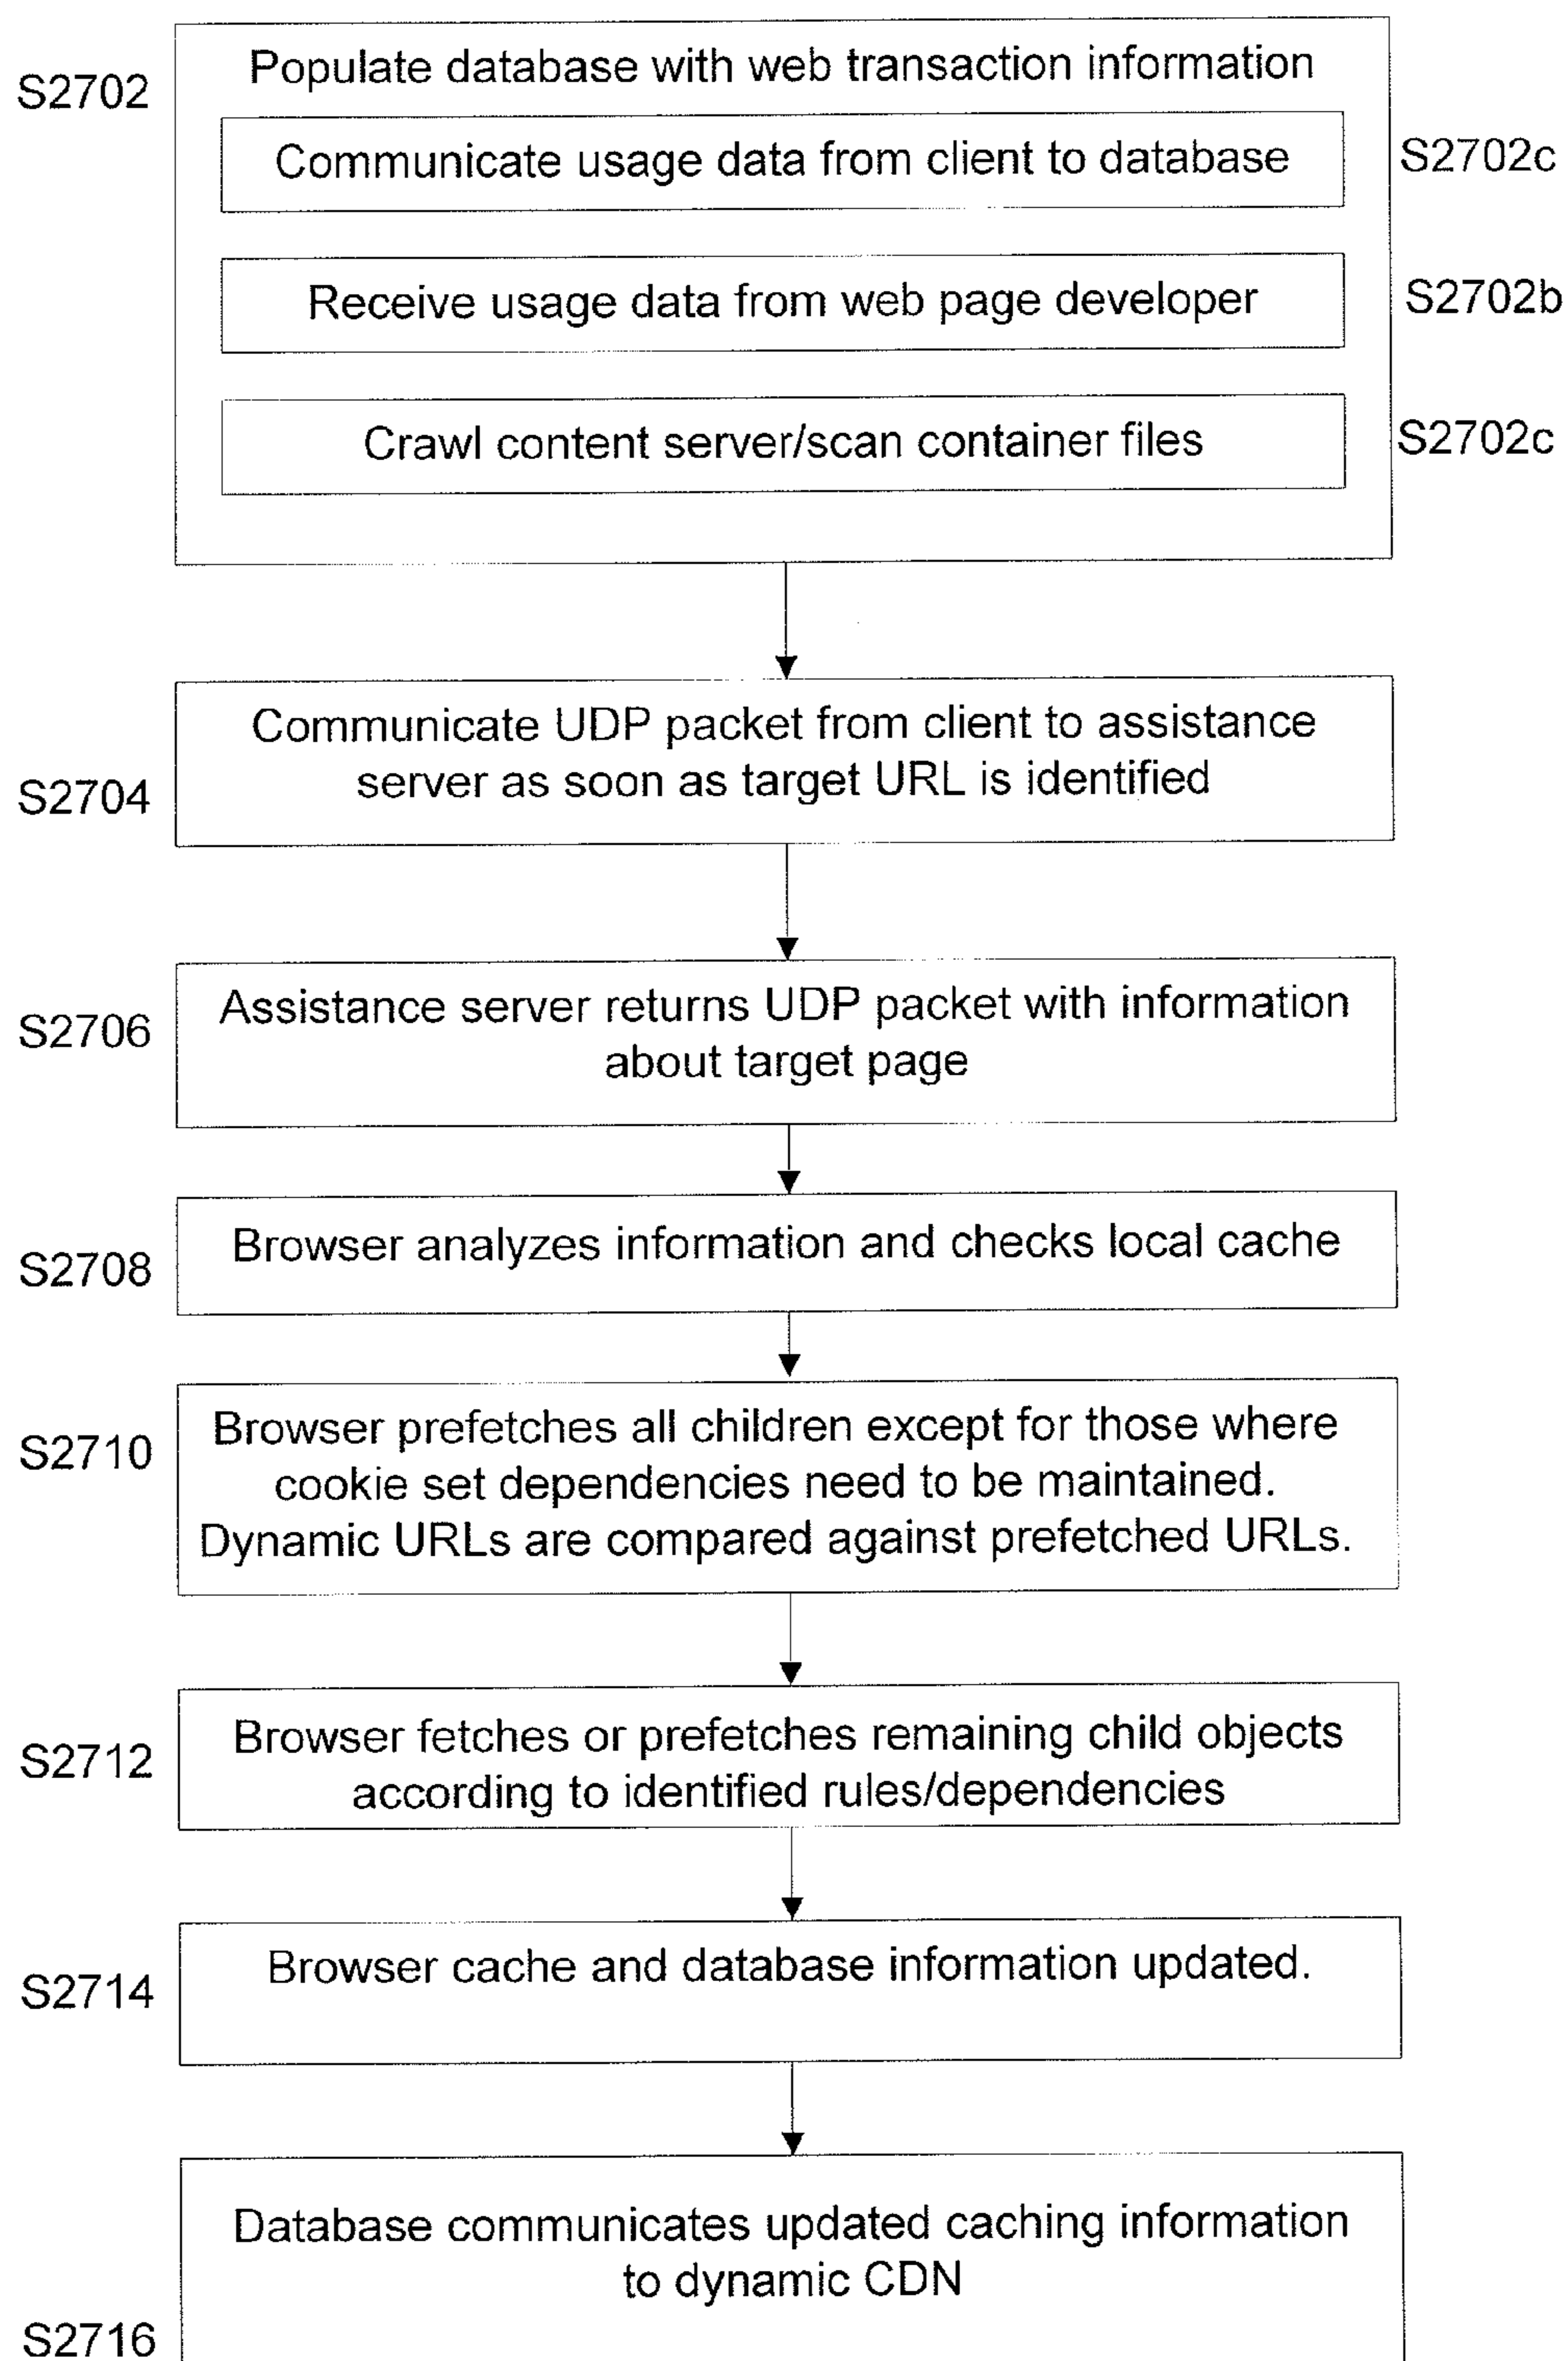 S2702
Populate database with web transaction information
Communicate usage data from client to database
S2702c
Receive usage data from web page developer
S2702b
Crawl content server/scan container files
S2702c
Communicate UDP packet from client to assistance
server as soon as target URL is identified
S2704
S2706
Assistance server returns UDP packet with information
about target page
Browser analyzes information and checks local cache
S2708
S2710
Browser prefetches all children except for those where
cookie set dependencies need to be maintained.
Dynamic URLs are compared against prefetched URLs.
S2712
Browser fetches or prefetches remaining child objects
according to identified rules/dependencies
S2714
Browser cache and database information updated.
Database communicates updated caching information
to dynamic CDN
S2716